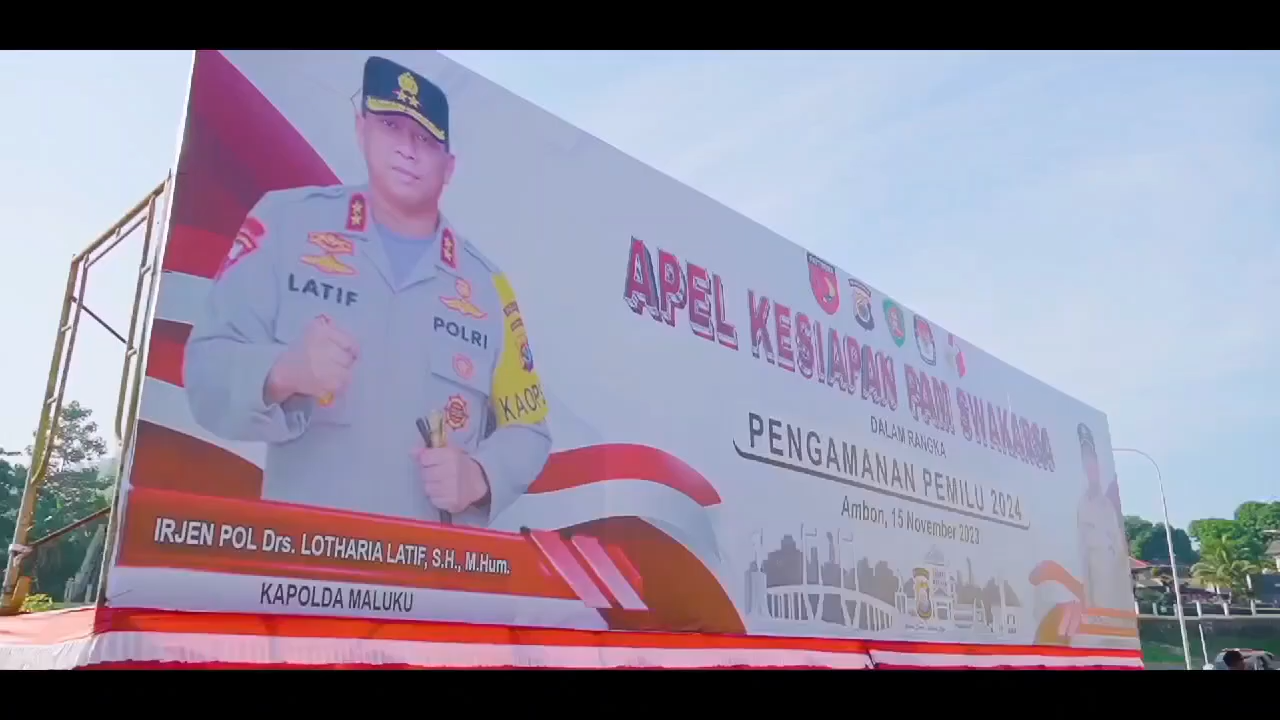 LATIF
POLRI
IRJEN POL Drs. LOTHARIA LATIF, S.H., M.Hum.
KAPOLDA MALUKU
APEL KESIAPAN PAM SWAKARSA
DALAM RANGKA
PENGAMANAN PEMILU 2024
Ambon, 15 November 2023